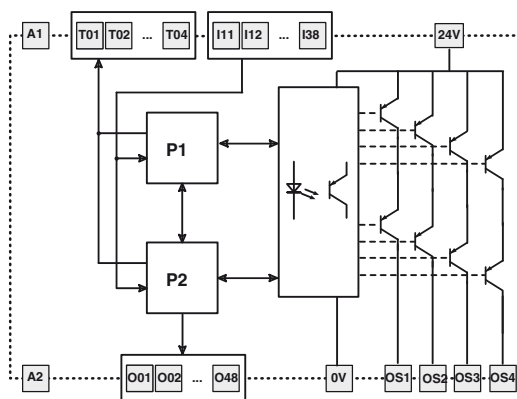 A1 T01 T02 ... T04 I11 I12 ... I38 24V
P1
P2
A2 O01 O02 ... O48 0V OS1 OS2 OS3 OS4